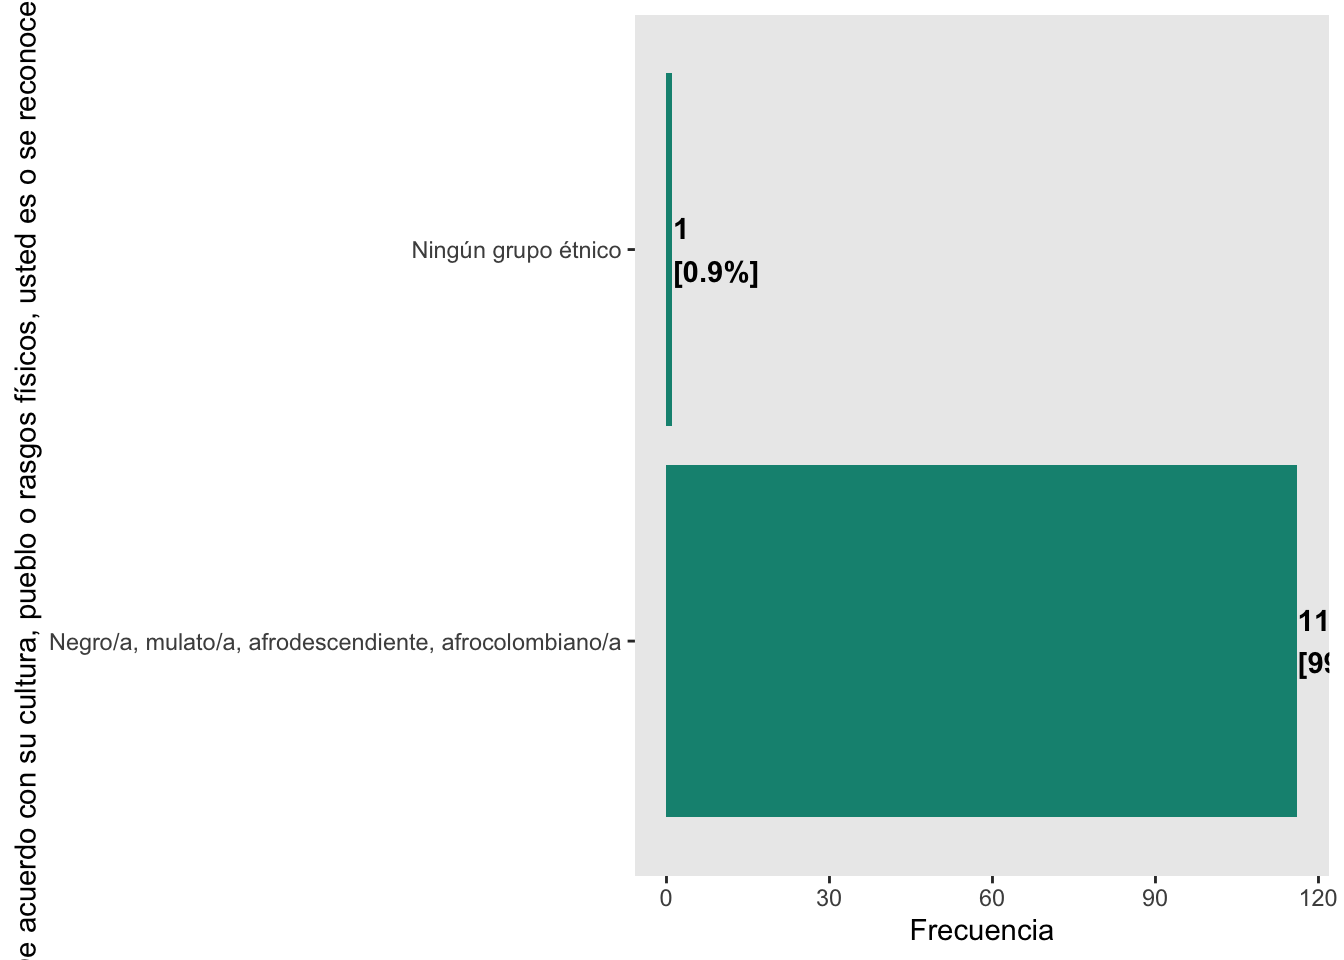 acuerdo con su cultura, pueblo o rasgos físicos, usted es o se reconoce
Ningún grupo étnico
1
[0.9%]
Negro/a, mulato/a, afrodescendiente, afrocolombiano/a
0
30
60
90
120
Frecuencia